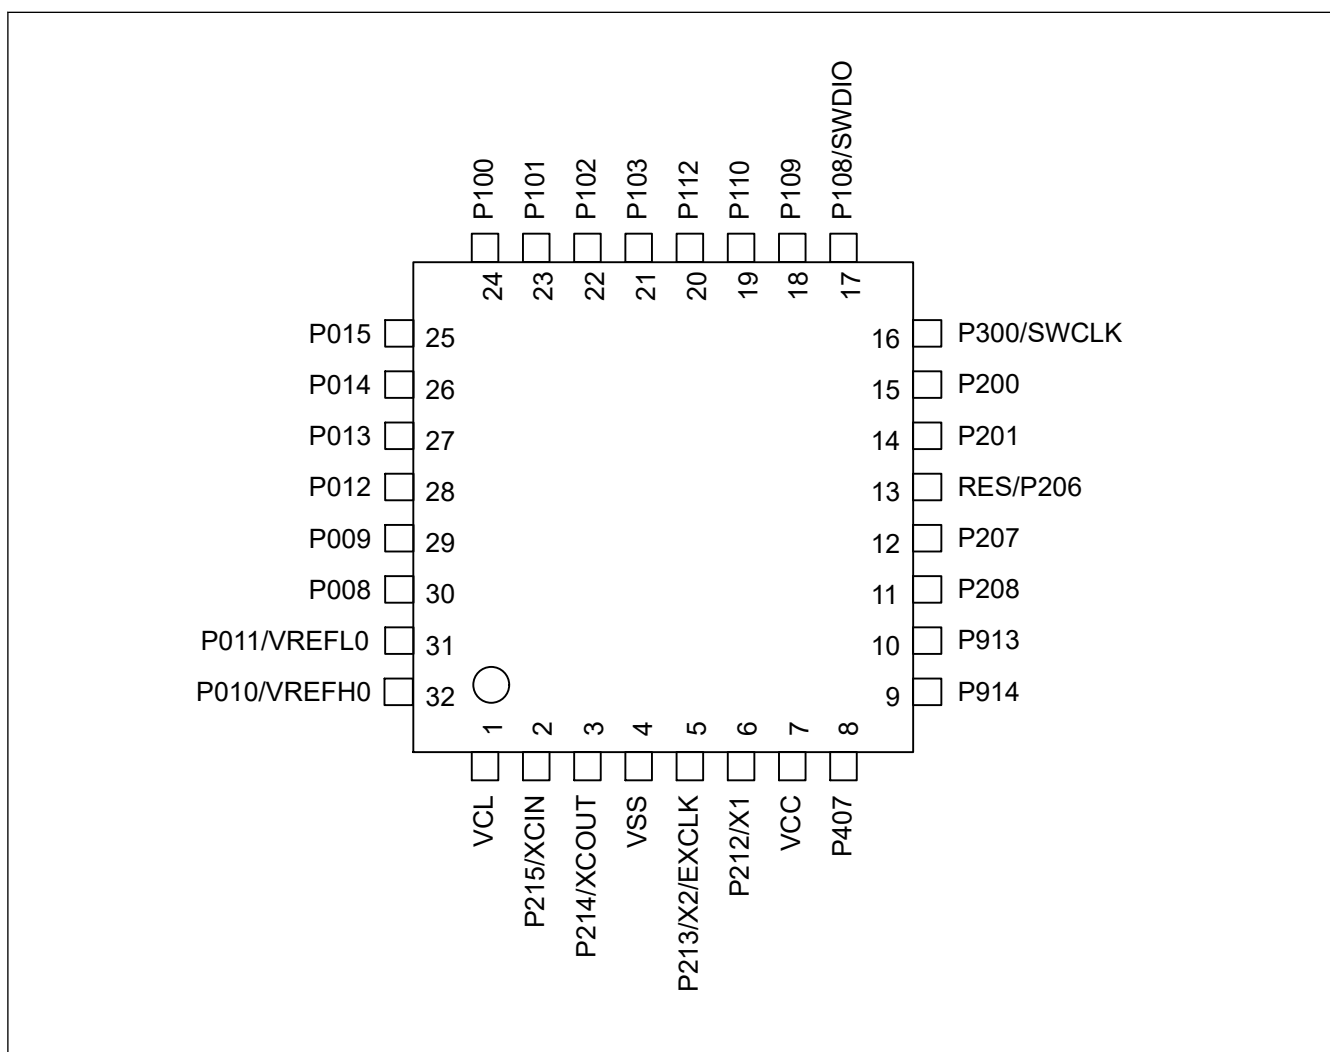 P100
P101
P102
P103
P112
P110
P109
P108/SWDIO
24
23
22
21
20
19
18
17
P015 25
P014 26
P013 27
P012 28
P009 29
P008 30
P011/VREFL0 31
P010/VREFH0 32
16 P300/SWCLK
15 P200
14 P201
13 RES/P206
12 P207
11 P208
10 P913
9 P914
1
2
3
4
5
6
7
8
VCL
P215/XCIN
P214/XCOUT
VSS
P213/X2/EXCLK
P212/X1
VCC
P407